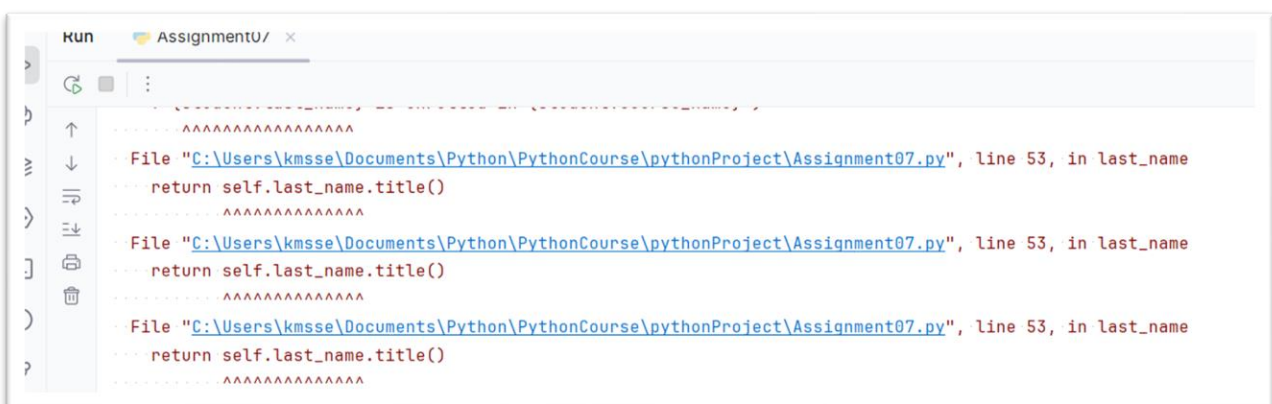 Run Assignment07 ×
^^^^^^^^^^^^^^^^^^
File "C:\Users\kmsse\Documents\Python\PythonCourse\pythonProject\Assignment07.py", line 53, in last_name
return self.last_name.title()
^^^^^^^^^^^^^^
File "C:\Users\kmsse\Documents\Python\PythonCourse\pythonProject\Assignment07.py", line 53, in last_name
return self.last_name.title()
^^^^^^^^^^^^^^
File "C:\Users\kmsse\Documents\Python\PythonCourse\pythonProject\Assignment07.py", line 53, in last_name
return self.last_name.title()
^^^^^^^^^^^^^^